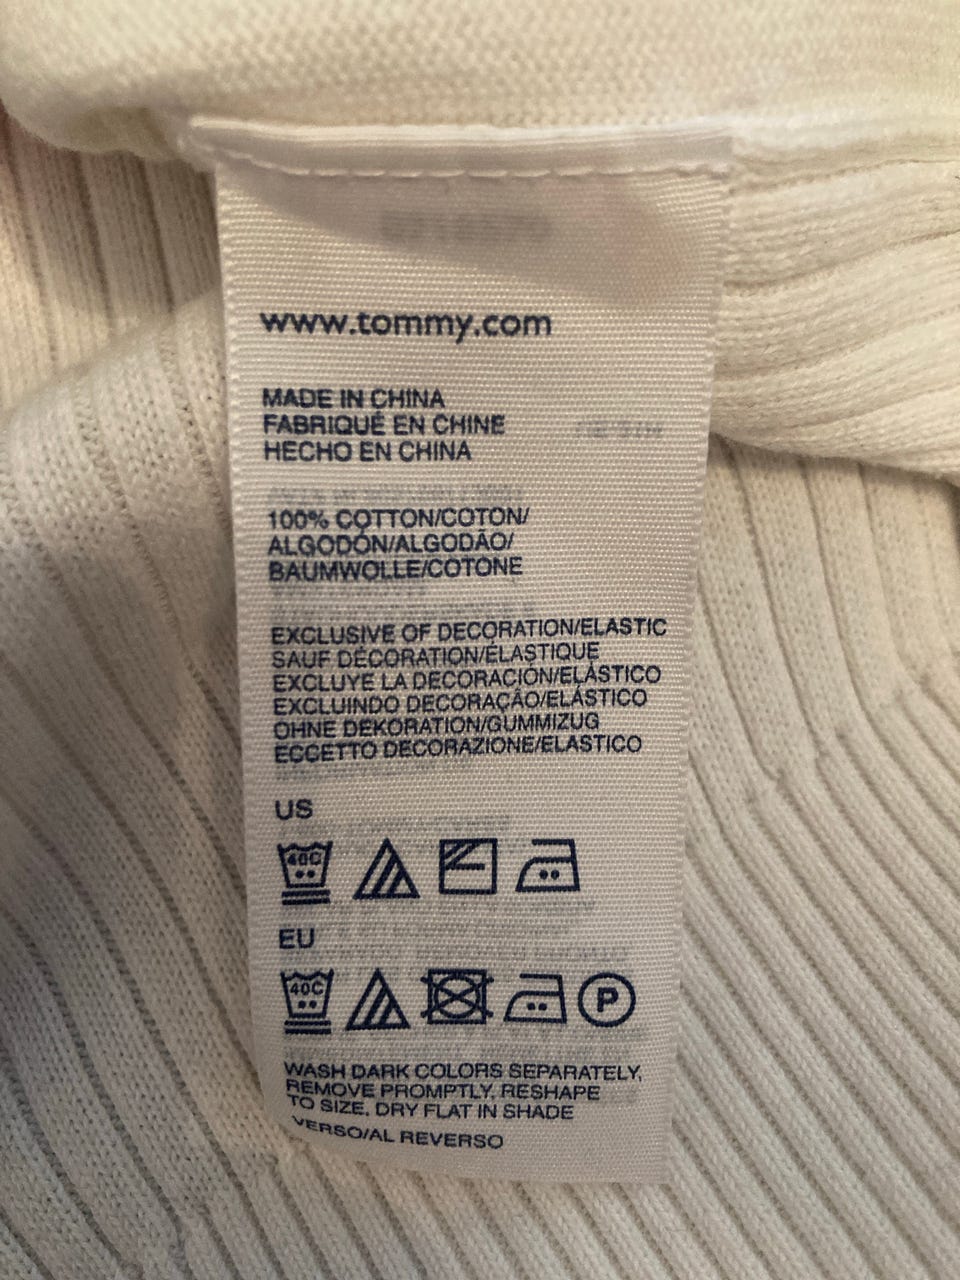 www.tommy.com
MADE IN CHINA
FABRIQUÉ EN CHINE
HECHO EN CHINA
100% COTTON/COTON/
ALGODÓN/ALGODÃO/
BAUMWOLLE/COTONE
EXCLUSIVE OF DECORATION/ELASTIC
SAUF DÉCORATION/ÉLASTIQUE
EXCLUYE LA DECORACIÓN/ELÁSTICO
EXCLUINDO DECORAÇÃO/ELÁSTICO
OHNE DEKORATION/GUMMIZUG
ECCETTO DECORAZIONE/ELASTICO
US
40C
EU
40C P
WASH DARK COLORS SEPARATELY,
REMOVE PROMPTLY, RESHAPE
TO SIZE, DRY FLAT IN SHADE
VERSO/AL REVERSO